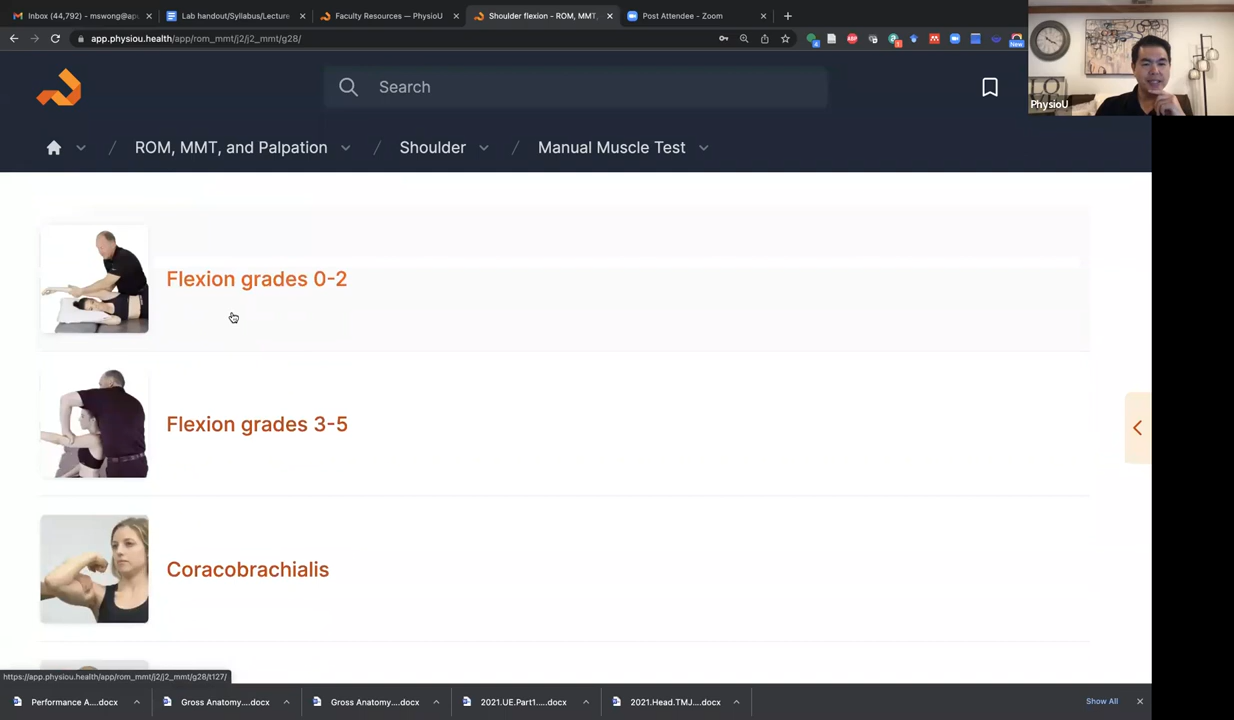 Inbox (44,792) - mswong@ap
Lab handout/Syllabus/Lecture
Faculty Resources — PhysioU
Shoulder flexion - ROM, MMT,
Post Attendee - Zoom
app.physiou.health/app/rom_mmt/j2/j2_mmt/g28/
New
PhysioU
Search
ROM, MMT, and Palpation / Shoulder / Manual Muscle Test
Flexion grades 0-2
Flexion grades 3-5
Coracobrachialis
https://app.physiou.health/app/rom_mmt/j2/j2_mmt/g28/t127/
Performance A....docx
Gross Anatomy....docx
Gross Anatomy....docx
2021.UE.Part1.....docx
2021.Head.TMJ....docx
Show All